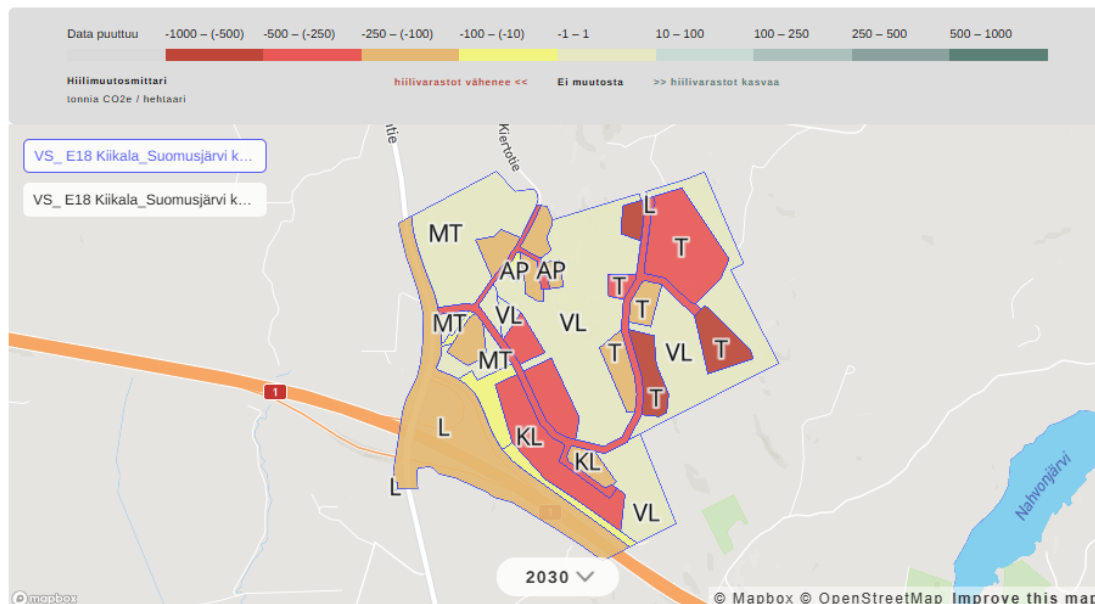 Data puuttuu -1000 – (-500) -500 – (-250) -250 – (-100) -100 – (-10) -1 – 1 10 – 100 100 – 250 250 – 500 500 – 1000
Hiilimuutosmittari hiilivarastot vähenee << Ei muutosta >> hiilivarastot kasvaa
tonnia CO2e / hehtaari
VS_ E18 Kiikala_Suomusjärvi k...
VS_ E18 Kiikala_Suomusjärvi k...
Kiertotie
L
MT
T
AP
AP
T
T
VL
MT
VL
MT
T
VL
T
T
1
L
KL
KL
L
VL
1
Nahvonjärvi
2030
mapbox
© Mapbox © OpenStreetMap Improve this map